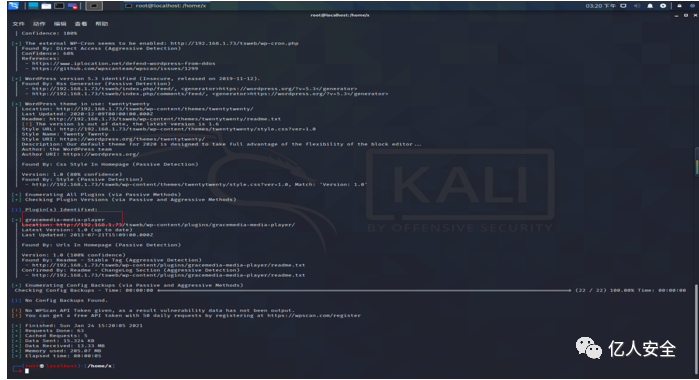 root@localhost: /home/x
03:20 下午
root@localhost: /home/x
文件 动作 编辑 查看 帮助
| Confidence: 100%
[+] The external WP-Cron seems to be enabled: http://192.168.1.73/tsweb/wp-cron.php
| Found By: Direct Access (Aggressive Detection)
| Confidence: 60%
| References:
| - https://www.iplocation.net/defend-wordpress-from-ddos
| - https://github.com/wpscanteam/wpscan/issues/1299
[+] WordPress version 5.3 identified (Insecure, released on 2019-11-12).
| Found By: Rss Generator (Passive Detection)
| - http://192.168.1.73/tsweb/index.php/feed/, <generator>https://wordpress.org/?v=5.3</generator>
| - http://192.168.1.73/tsweb/index.php/comments/feed/, <generator>https://wordpress.org/?v=5.3</generator>
[+] WordPress theme in use: twentytwenty
| Location: http://192.168.1.73/tsweb/wp-content/themes/twentytwenty/
| Last Updated: 2020-12-09T00:00:00.000Z
| Readme: http://192.168.1.73/tsweb/wp-content/themes/twentytwenty/readme.txt
| [!] The version is out of date, the latest version is 1.6
| Style URL: http://192.168.1.73/tsweb/wp-content/themes/twentytwenty/style.css?ver=1.0
| Style Name: Twenty Twenty
| Style URI: https://wordpress.org/themes/twentytwenty/
| Description: Our default theme for 2020 is designed to take full advantage of the flexibility of the block editor...
| Author: the WordPress team
| Author URI: https://wordpress.org/
| Found By: Css Style In Homepage (Passive Detection)
| Version: 1.0 (80% confidence)
| Found By: Style (Passive Detection)
| - http://192.168.1.73/tsweb/wp-content/themes/twentytwenty/style.css?ver=1.0, Match: 'Version: 1.0'
[+] Enumerating All Plugins (via Passive Methods)
[+] Checking Plugin Versions (via Passive and Aggressive Methods)
[i] Plugin(s) Identified:
[+] gracemedia-media-player
| Location: http://192.168.1.73/tsweb/wp-content/plugins/gracemedia-media-player/
| Latest Version: 1.0 (up to date)
| Last Updated: 2013-07-21T15:09:00.000Z
| Found By: Urls In Homepage (Passive Detection)
| Version: 1.0 (100% confidence)
| Found By: Readme - Stable Tag (Aggressive Detection)
| - http://192.168.1.73/tsweb/wp-content/plugins/gracemedia-media-player/readme.txt
| Confirmed By: Readme - ChangeLog Section (Aggressive Detection)
| - http://192.168.1.73/tsweb/wp-content/plugins/gracemedia-media-player/readme.txt
[+] Enumerating Config Backups (via Passive and Aggressive Methods)
Checking Config Backups - Time: 00:00:00 (22 / 22) 100.00% Time: 00:00:00
[i] No Config Backups Found.
[!] No WPScan API Token given, as a result vulnerability data has not been output.
[!] You can get a free API token with 50 daily requests by registering at https://wpscan.com/register
[+] Finished: Sun Jan 24 15:20:05 2021
[+] Requests Done: 63
[+] Cached Requests: 5
[+] Data Sent: 15.324 KB
[+] Data Received: 13.33 MB
[+] Memory used: 205.07 MB
[+] Elapsed time: 00:00:05
(root@localhost)-[/home/x]
KALI
BY OFFENSIVE SECURITY
亿人安全